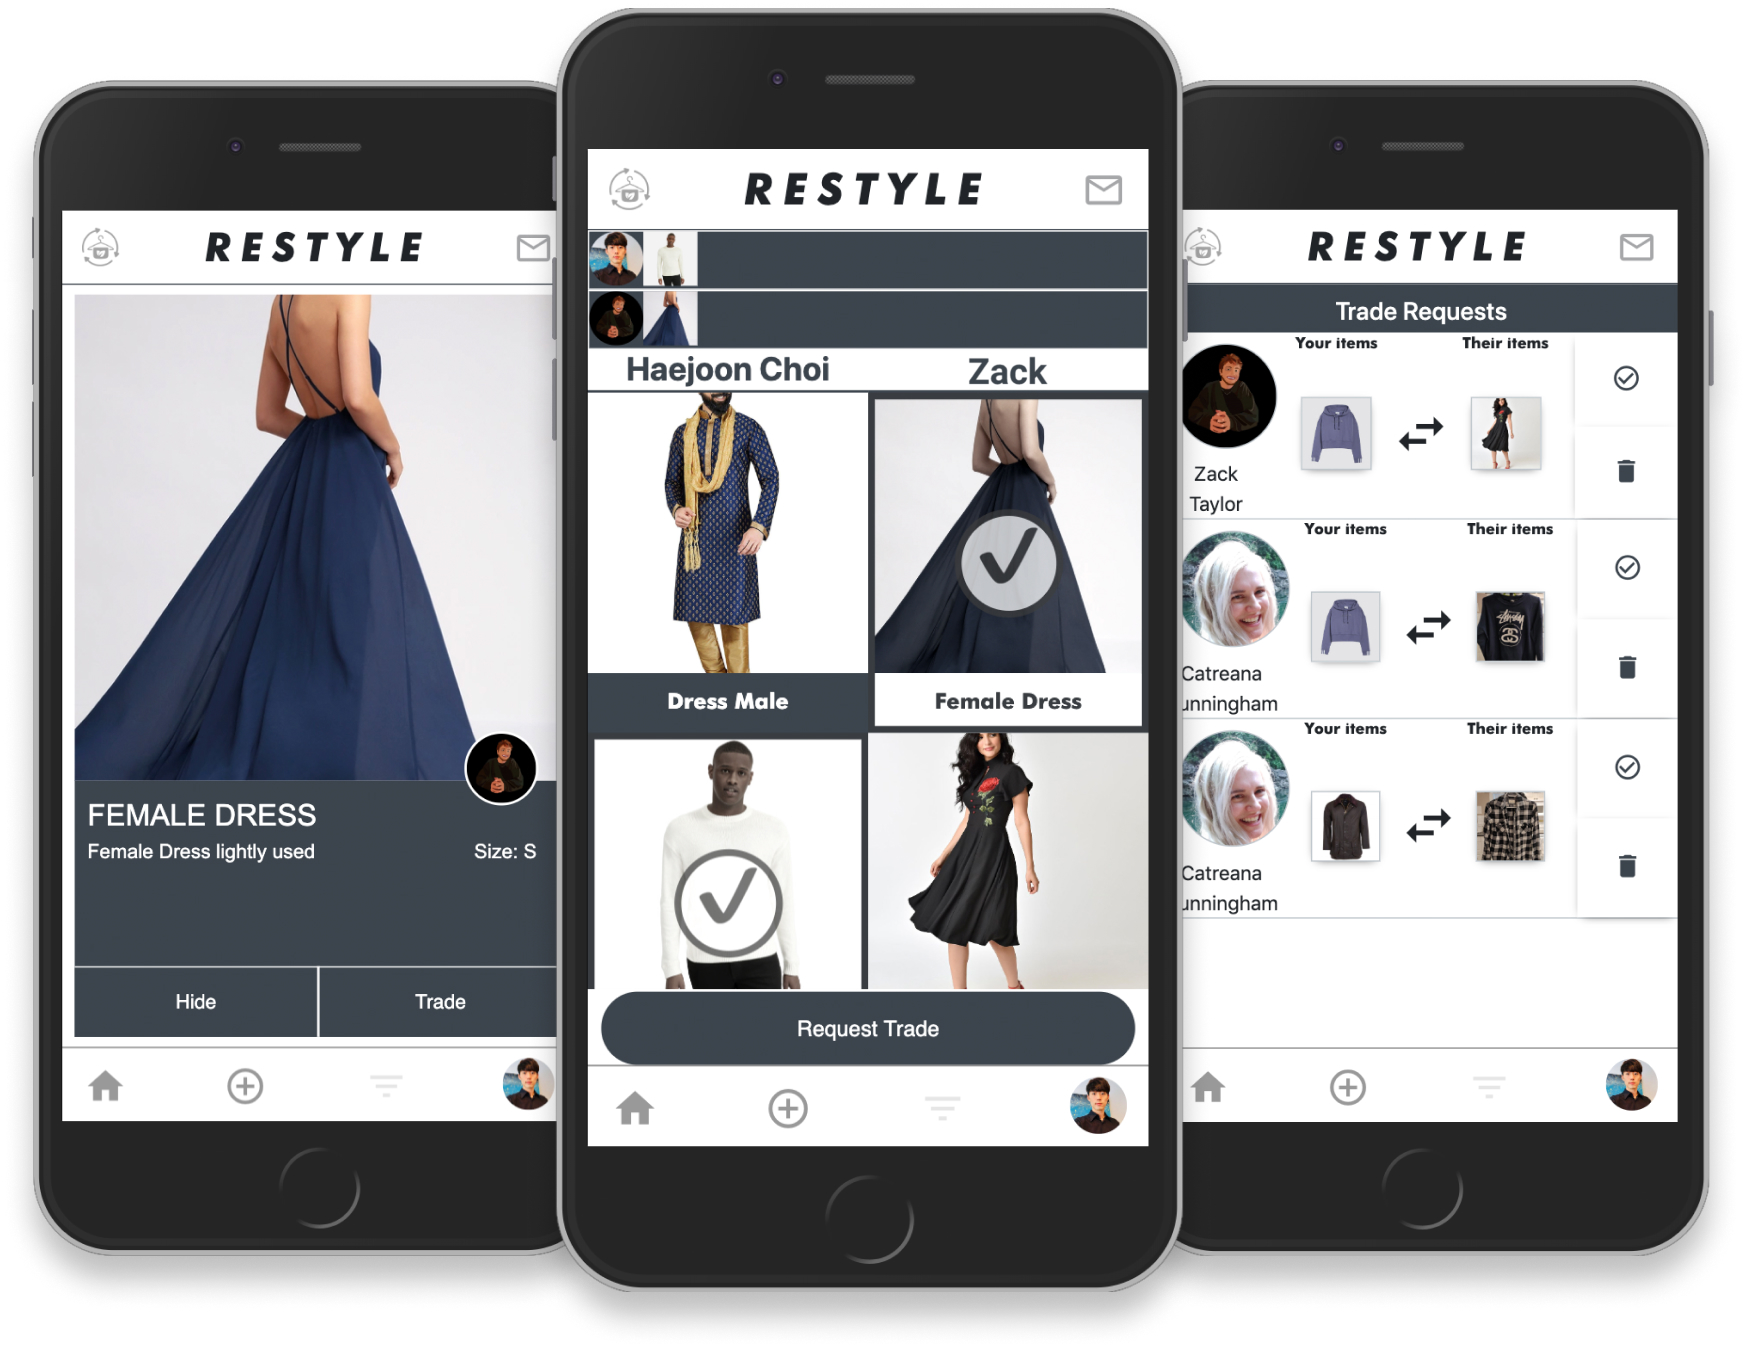 RESTYLE
FEMALE DRESS
Female Dress lightly used
Size: S
Hide
Trade
RESTYLE
Haejoon Choi
Zack
Dress Male
Female Dress
Request Trade
RESTYLE
Trade Requests
Your items
Their items
Zack
Taylor
Your items
Their items
Catreana
unningham
Your items
Their items
Catreana
unningham